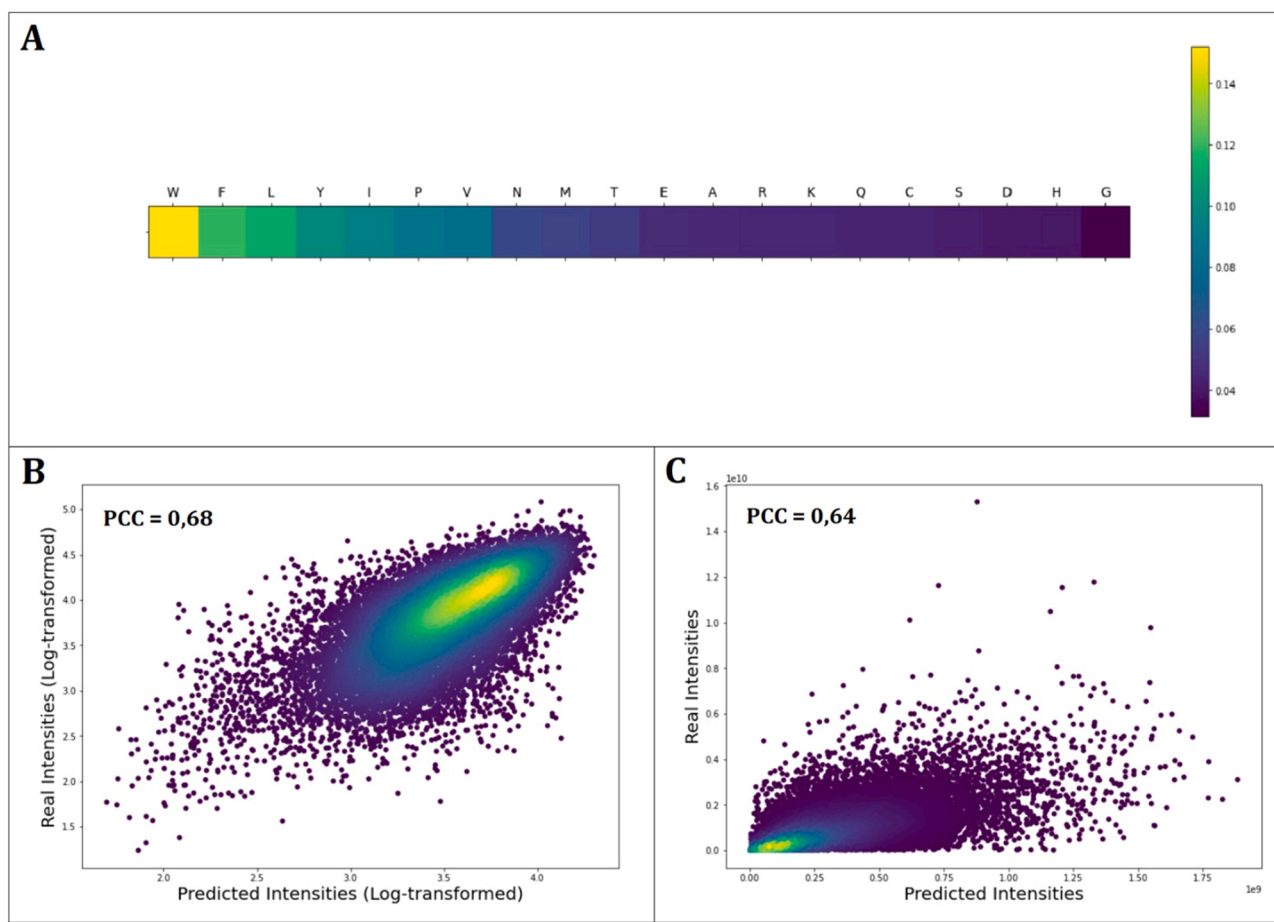 A
W F L Y I P V N M T E A R K Q C S D H G
0.14
0.12
0.10
0.08
0.06
0.04
B
PCC = 0,68
Real Intensities (Log-transformed)
5.0
4.5
4.0
3.5
3.0
2.5
2.0
1.5
2.0 2.5 3.0 3.5 4.0
Predicted Intensities (Log-transformed)
C
1e10
PCC = 0,64
Real Intensities
1.6
1.4
1.2
1.0
0.8
0.6
0.4
0.2
0.0
0.00 0.25 0.50 0.75 1.00 1.25 1.50 1.75
1e9
Predicted Intensities